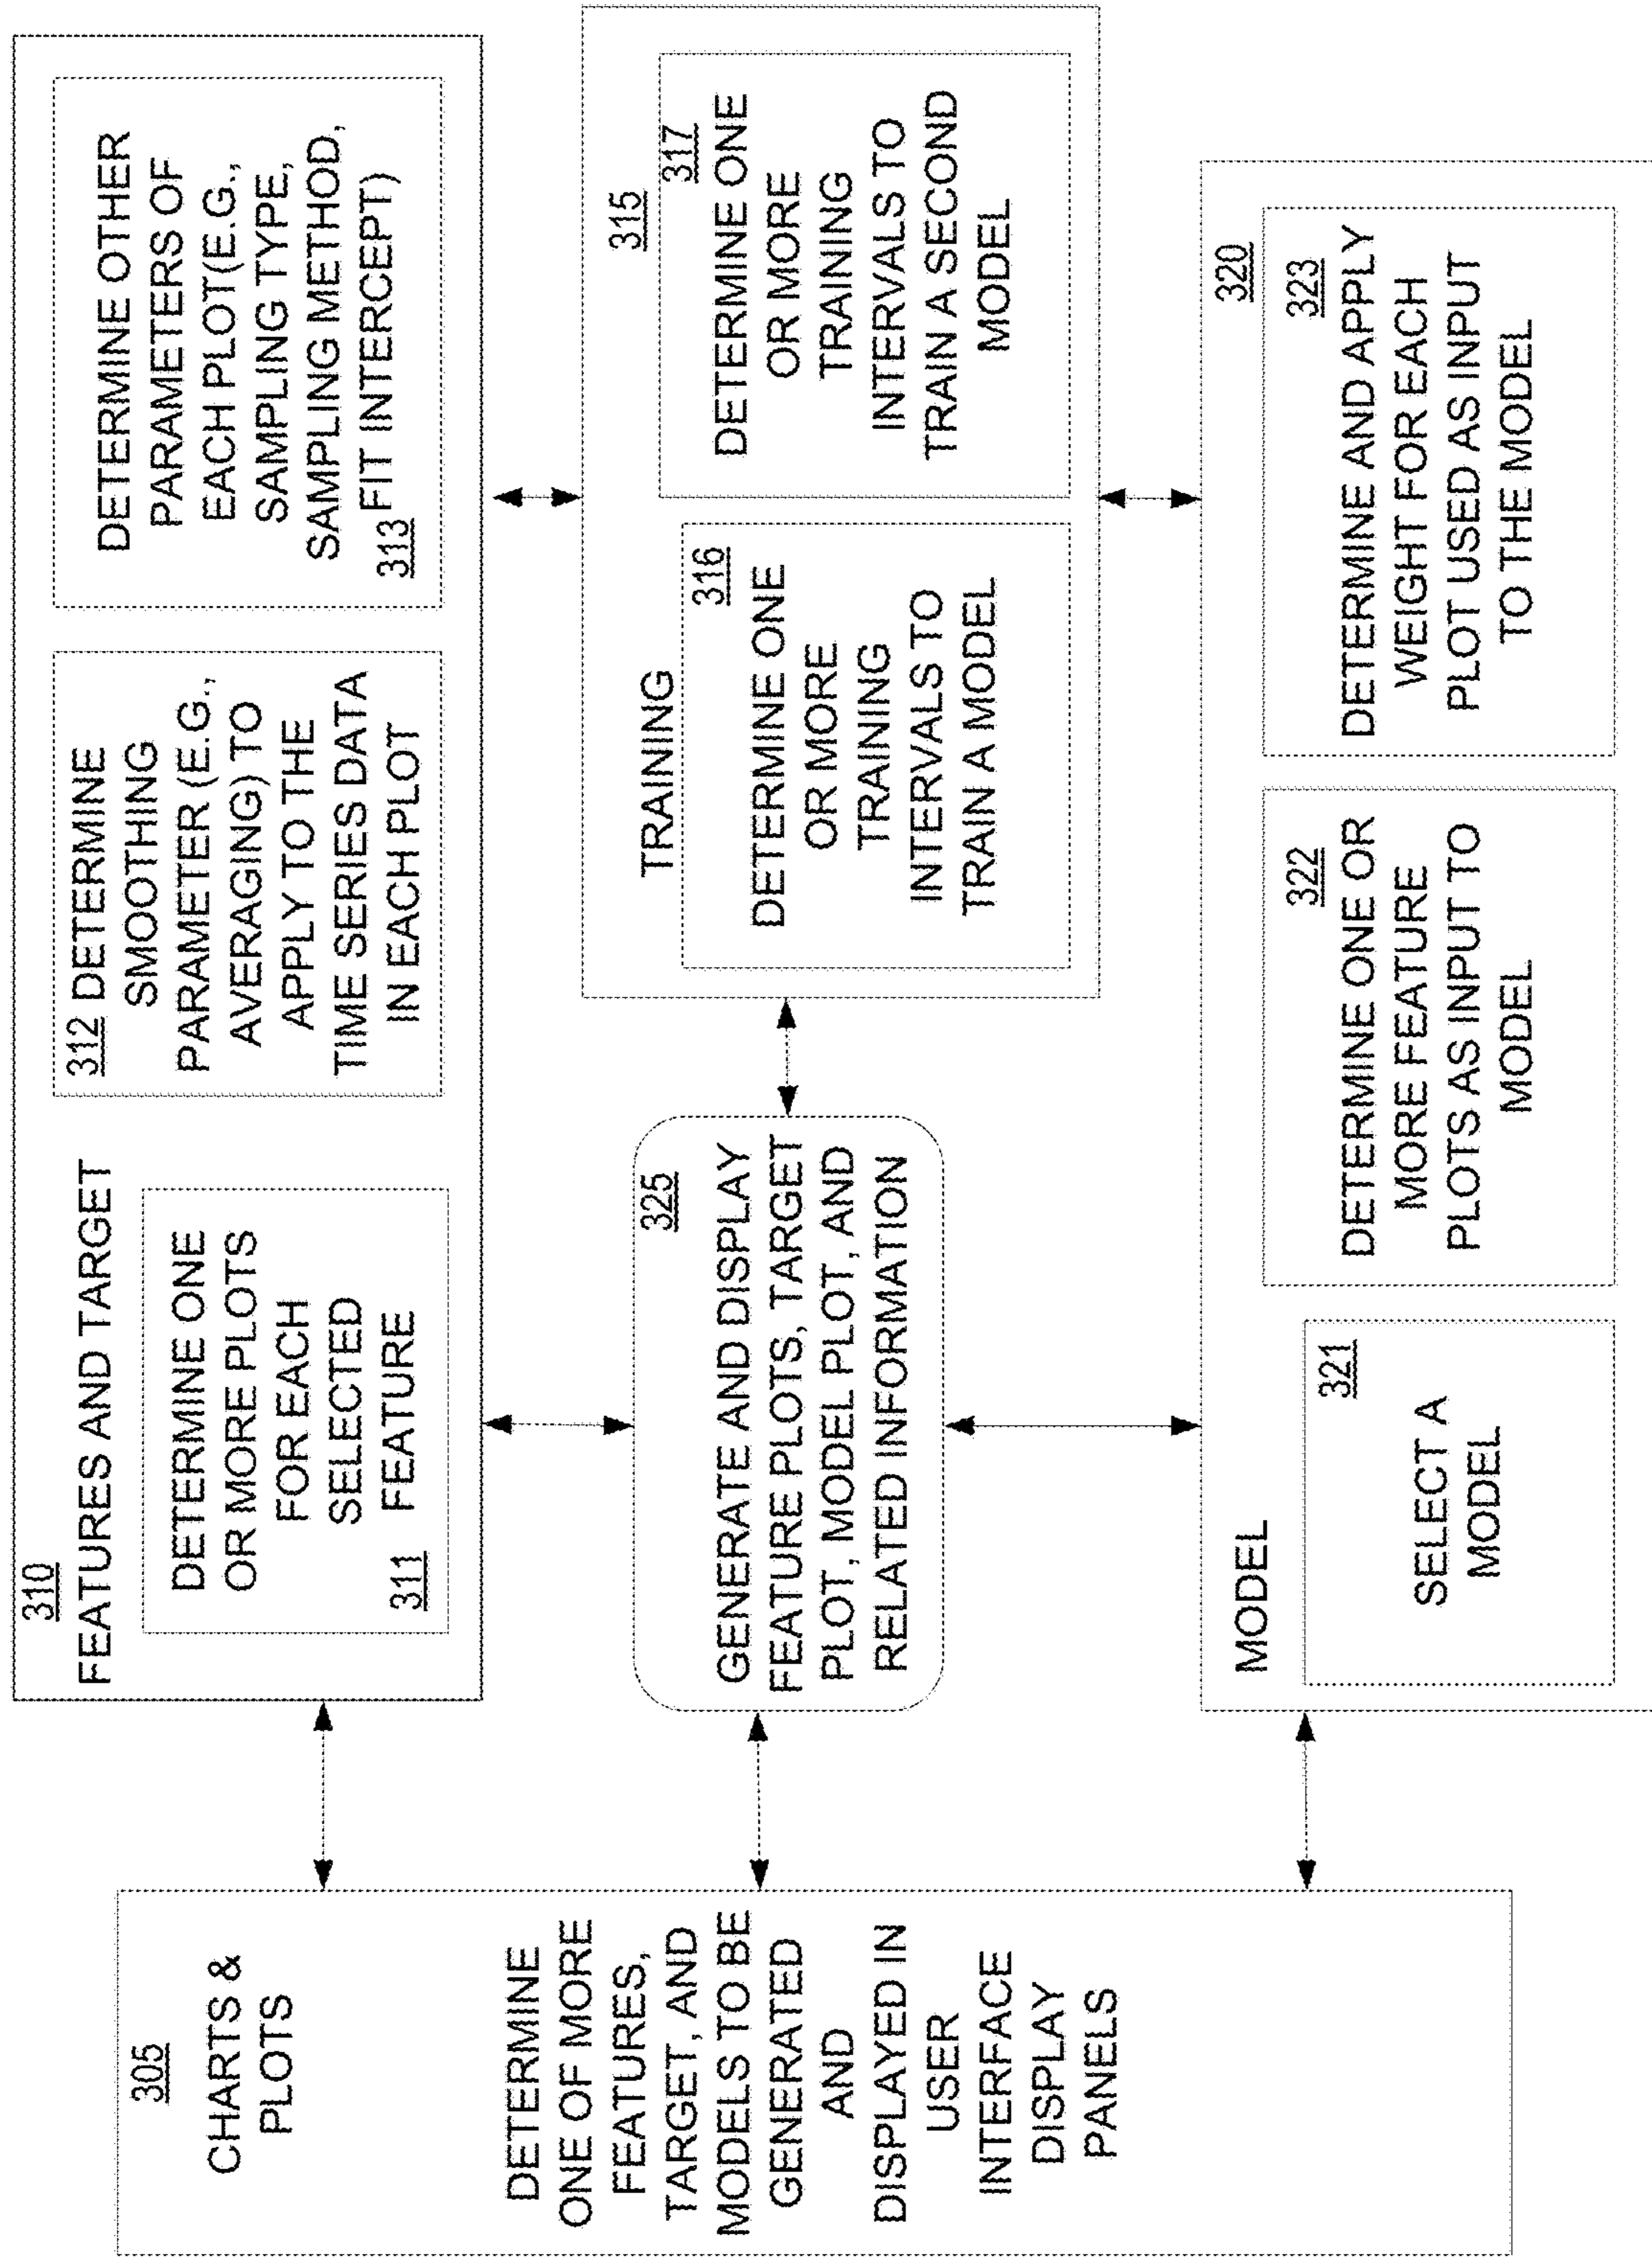 305
CHARTS &
PLOTS
DETERMINE
ONE OF MORE
FEATURES,
TARGET, AND
MODELS TO BE
GENERATED
AND
DISPLAYED IN
USER
INTERFACE
DISPLAY
PANELS
310
FEATURES AND TARGET
DETERMINE ONE
OR MORE PLOTS
FOR EACH
SELECTED
FEATURE
311
312 DETERMINE
SMOOTHING
PARAMETER (E.G.,
AVERAGING) TO
APPLY TO THE
TIME SERIES DATA
IN EACH PLOT
DETERMINE OTHER
PARAMETERS OF
EACH PLOT(E.G.,
SAMPLING TYPE,
SAMPLING METHOD,
FIT INTERCEPT)
313
325
GENERATE AND DISPLAY
FEATURE PLOTS, TARGET
PLOT, MODEL PLOT, AND
RELATED INFORMATION
315
TRAINING
316
DETERMINE ONE
OR MORE
TRAINING
INTERVALS TO
TRAIN A MODEL
317
DETERMINE ONE
OR MORE
TRAINING
INTERVALS TO
TRAIN A SECOND
MODEL
320
MODEL
321
SELECT A
MODEL
322
DETERMINE ONE OR
MORE FEATURE
PLOTS AS INPUT TO
MODEL
323
DETERMINE AND APPLY
WEIGHT FOR EACH
PLOT USED AS INPUT
TO THE MODEL